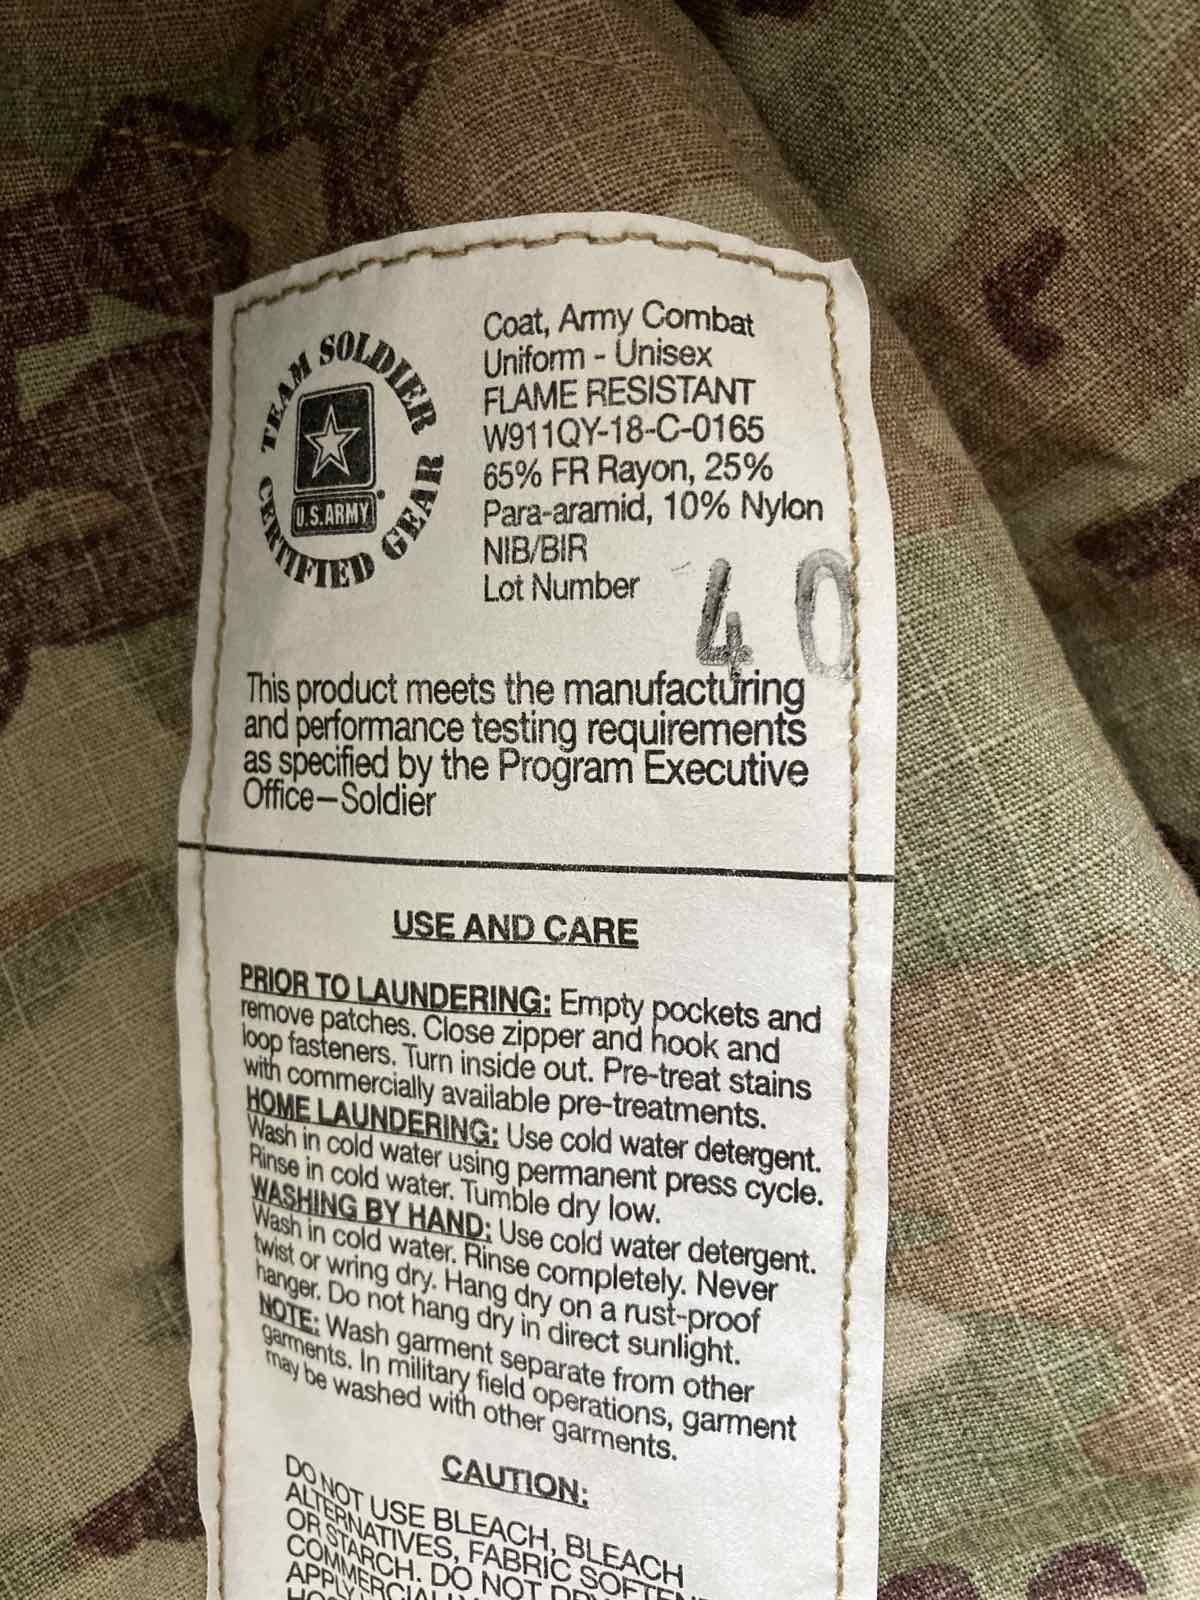 TEAM SOLDIER
CERTIFIED GEAR
U.S.ARMY
Coat, Army Combat
Uniform - Unisex
FLAME RESISTANT
W911QY-18-C-0165
65% FR Rayon, 25%
Para-aramid, 10% Nylon
NIB/BIR
Lot Number 40
This product meets the manufacturing
and performance testing requirements
as specified by the Program Executive
Office—Soldier
USE AND CARE
PRIOR TO LAUNDERING: Empty pockets and
remove patches. Close zipper and hook and
loop fasteners. Turn inside out. Pre-treat stains
with commercially available pre-treatments.
HOME LAUNDERING: Use cold water detergent.
Wash in cold water using permanent press cycle.
Rinse in cold water. Tumble dry low.
WASHING BY HAND: Use cold water detergent.
Wash in cold water. Rinse completely. Never
twist or wring dry. Hang dry on a rust-proof
hanger. Do not hang dry in direct sunlight.
NOTE: Wash garment separate from other
garments. In military field operations, garment
may be washed with other garments.
CAUTION:
DO NOT USE BLEACH, BLEACH
ALTERNATIVES, FABRIC
OR STARCH. DO NOT